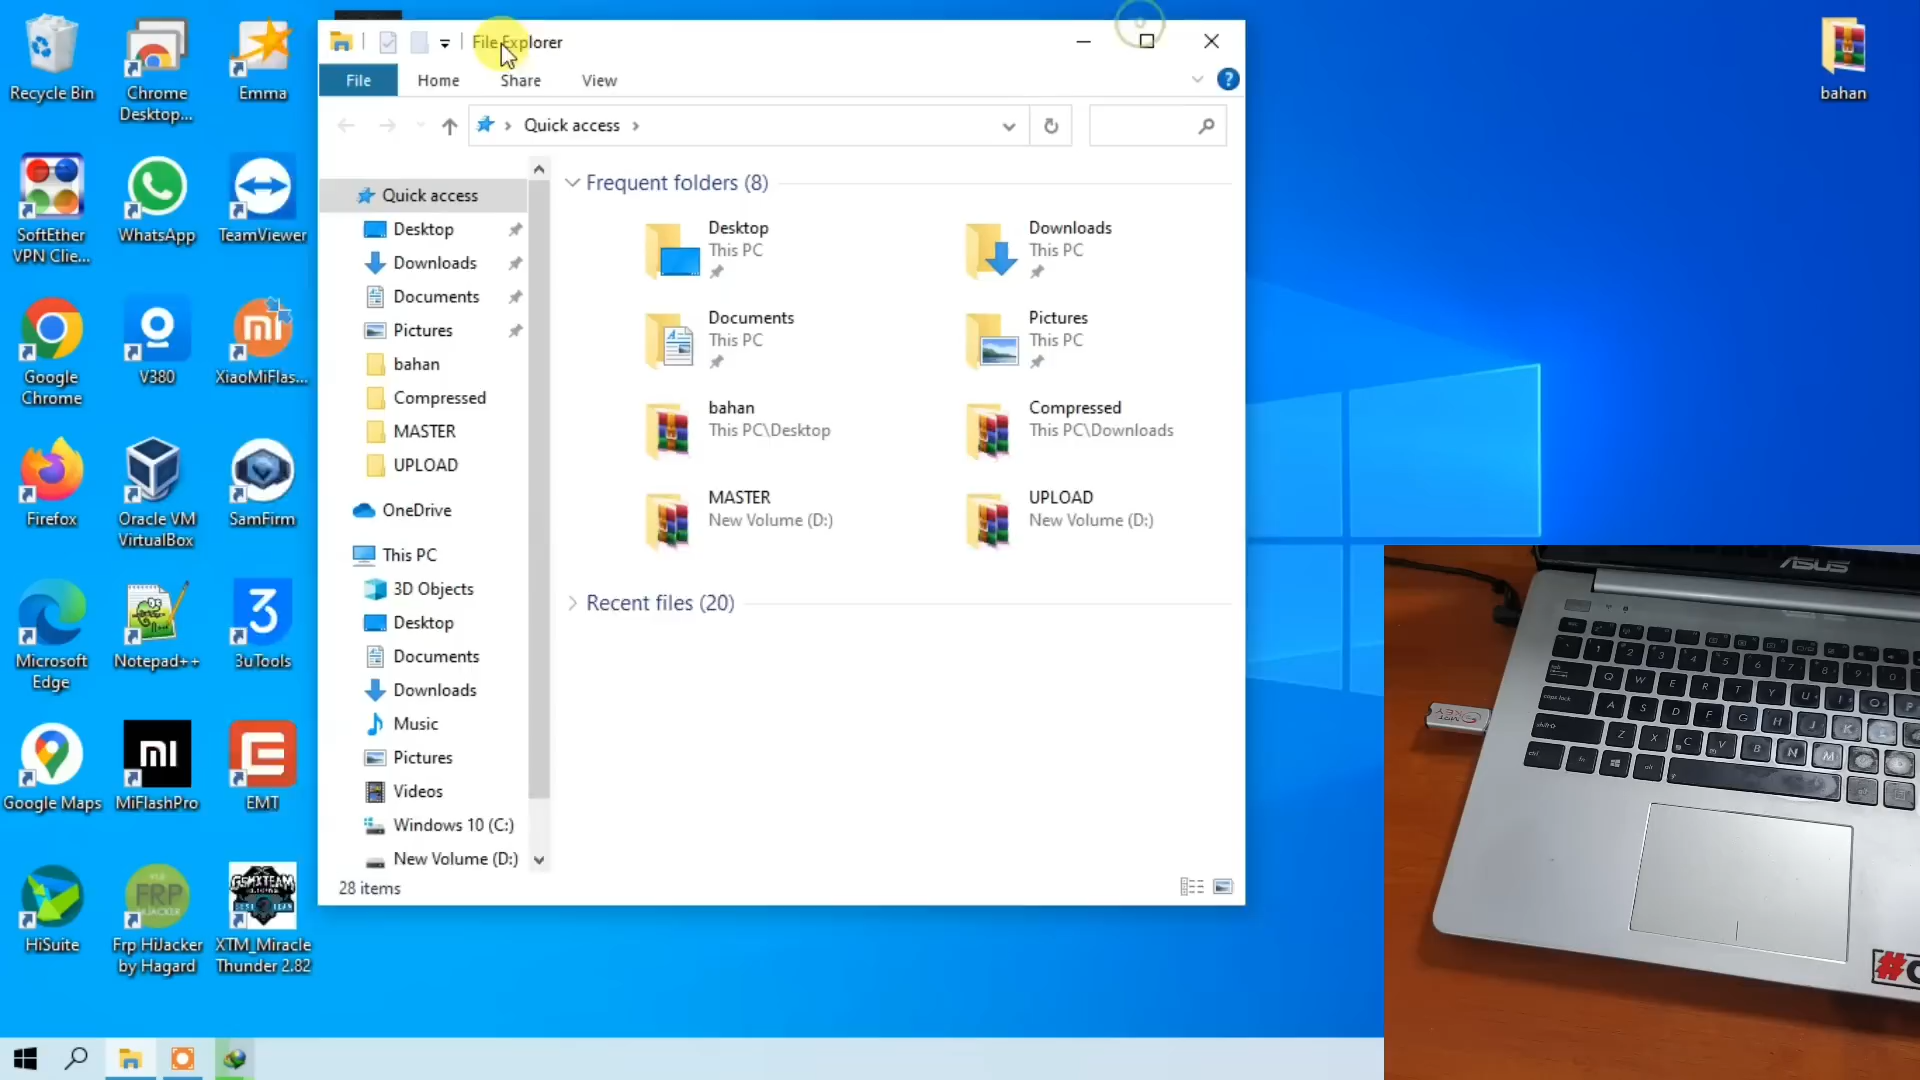 Recycle Bin
Chrome
Desktop...
Emma
SoftEther
VPN Clie...
WhatsApp
TeamViewer
Google
Chrome
V380
XiaoMiFlas...
Firefox
Oracle VM
VirtualBox
SamFirm
Microsoft
Edge
Notepad++
3uTools
Google Maps
MiFlashPro
EMT
HiSuite
Frp HiJacker
by Hagard
XTM_Miracle
Thunder 2.82
File Explorer
File
Home
Share
View
Quick access
Quick access
Desktop
Downloads
Documents
Pictures
bahan
Compressed
MASTER
UPLOAD
OneDrive
This PC
3D Objects
Desktop
Documents
Downloads
Music
Pictures
Videos
Windows 10 (C:)
New Volume (D:)
Frequent folders (8)
Desktop
This PC
Downloads
This PC
Documents
This PC
Pictures
This PC
bahan
This PC\Desktop
Compressed
This PC\Downloads
MASTER
New Volume (D:)
UPLOAD
New Volume (D:)
Recent files (20)
28 items
bahan
ASUS